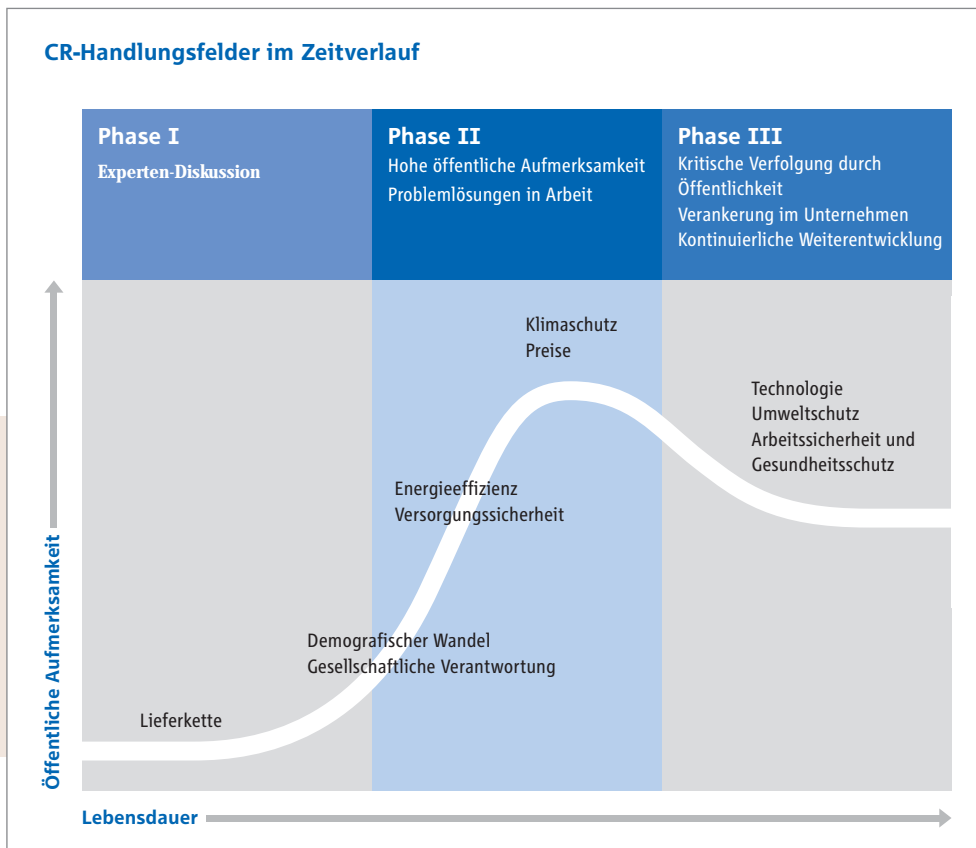 CR-Handlungsfelder im Zeitverlauf
Phase I
Experten-Diskussion
Phase II
Hohe öffentliche Aufmerksamkeit
Problemlösungen in Arbeit
Phase III
Kritische Verfolgung durch
Öffentlichkeit
Verankerung im Unternehmen
Kontinuierliche Weiterentwicklung
Öffentliche Aufmerksamkeit
Klimaschutz
Preise
Technologie
Umweltschutz
Arbeitssicherheit und
Gesundheitsschutz
Energieeffizienz
Versorgungssicherheit
Demografischer Wandel
Gesellschaftliche Verantwortung
Lieferkette
Lebensdauer